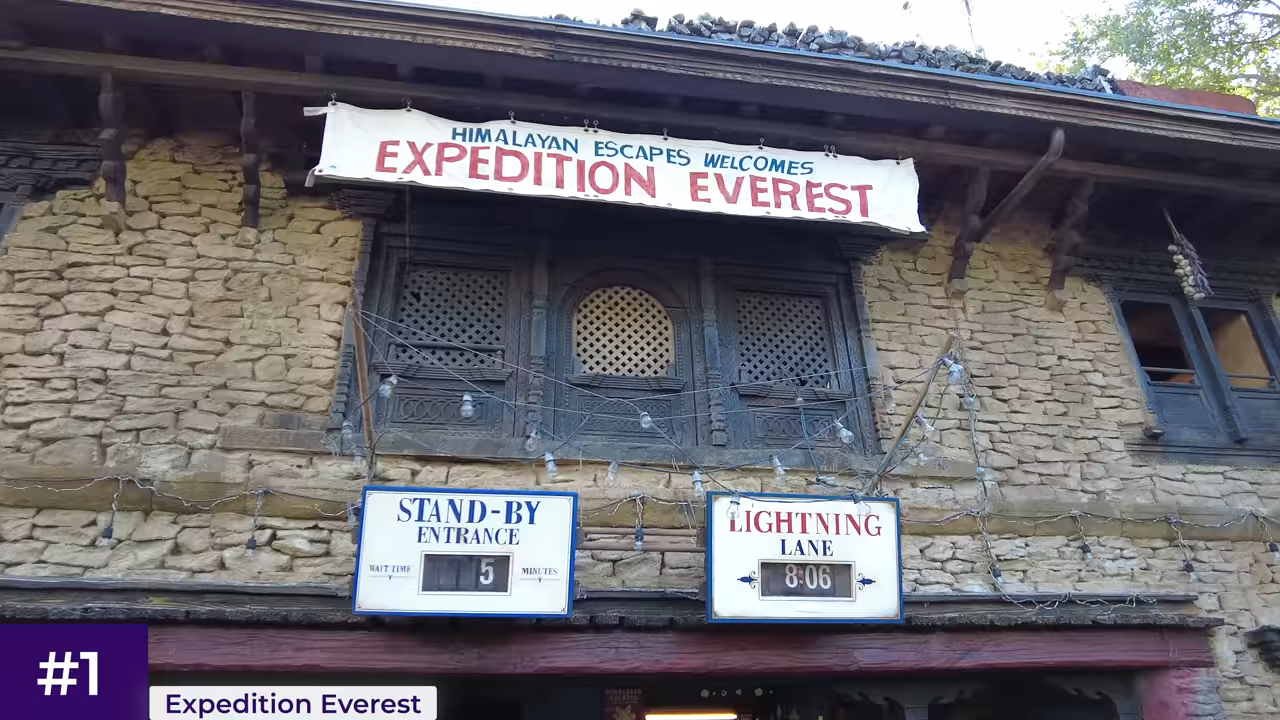 HIMALAYAN ESCAPES WELCOMES
EXPEDITION EVEREST
STAND-BY
ENTRANCE
WAIT TIME 5 MINUTES
LIGHTNING
LANE
8:06
#1
Expedition Everest